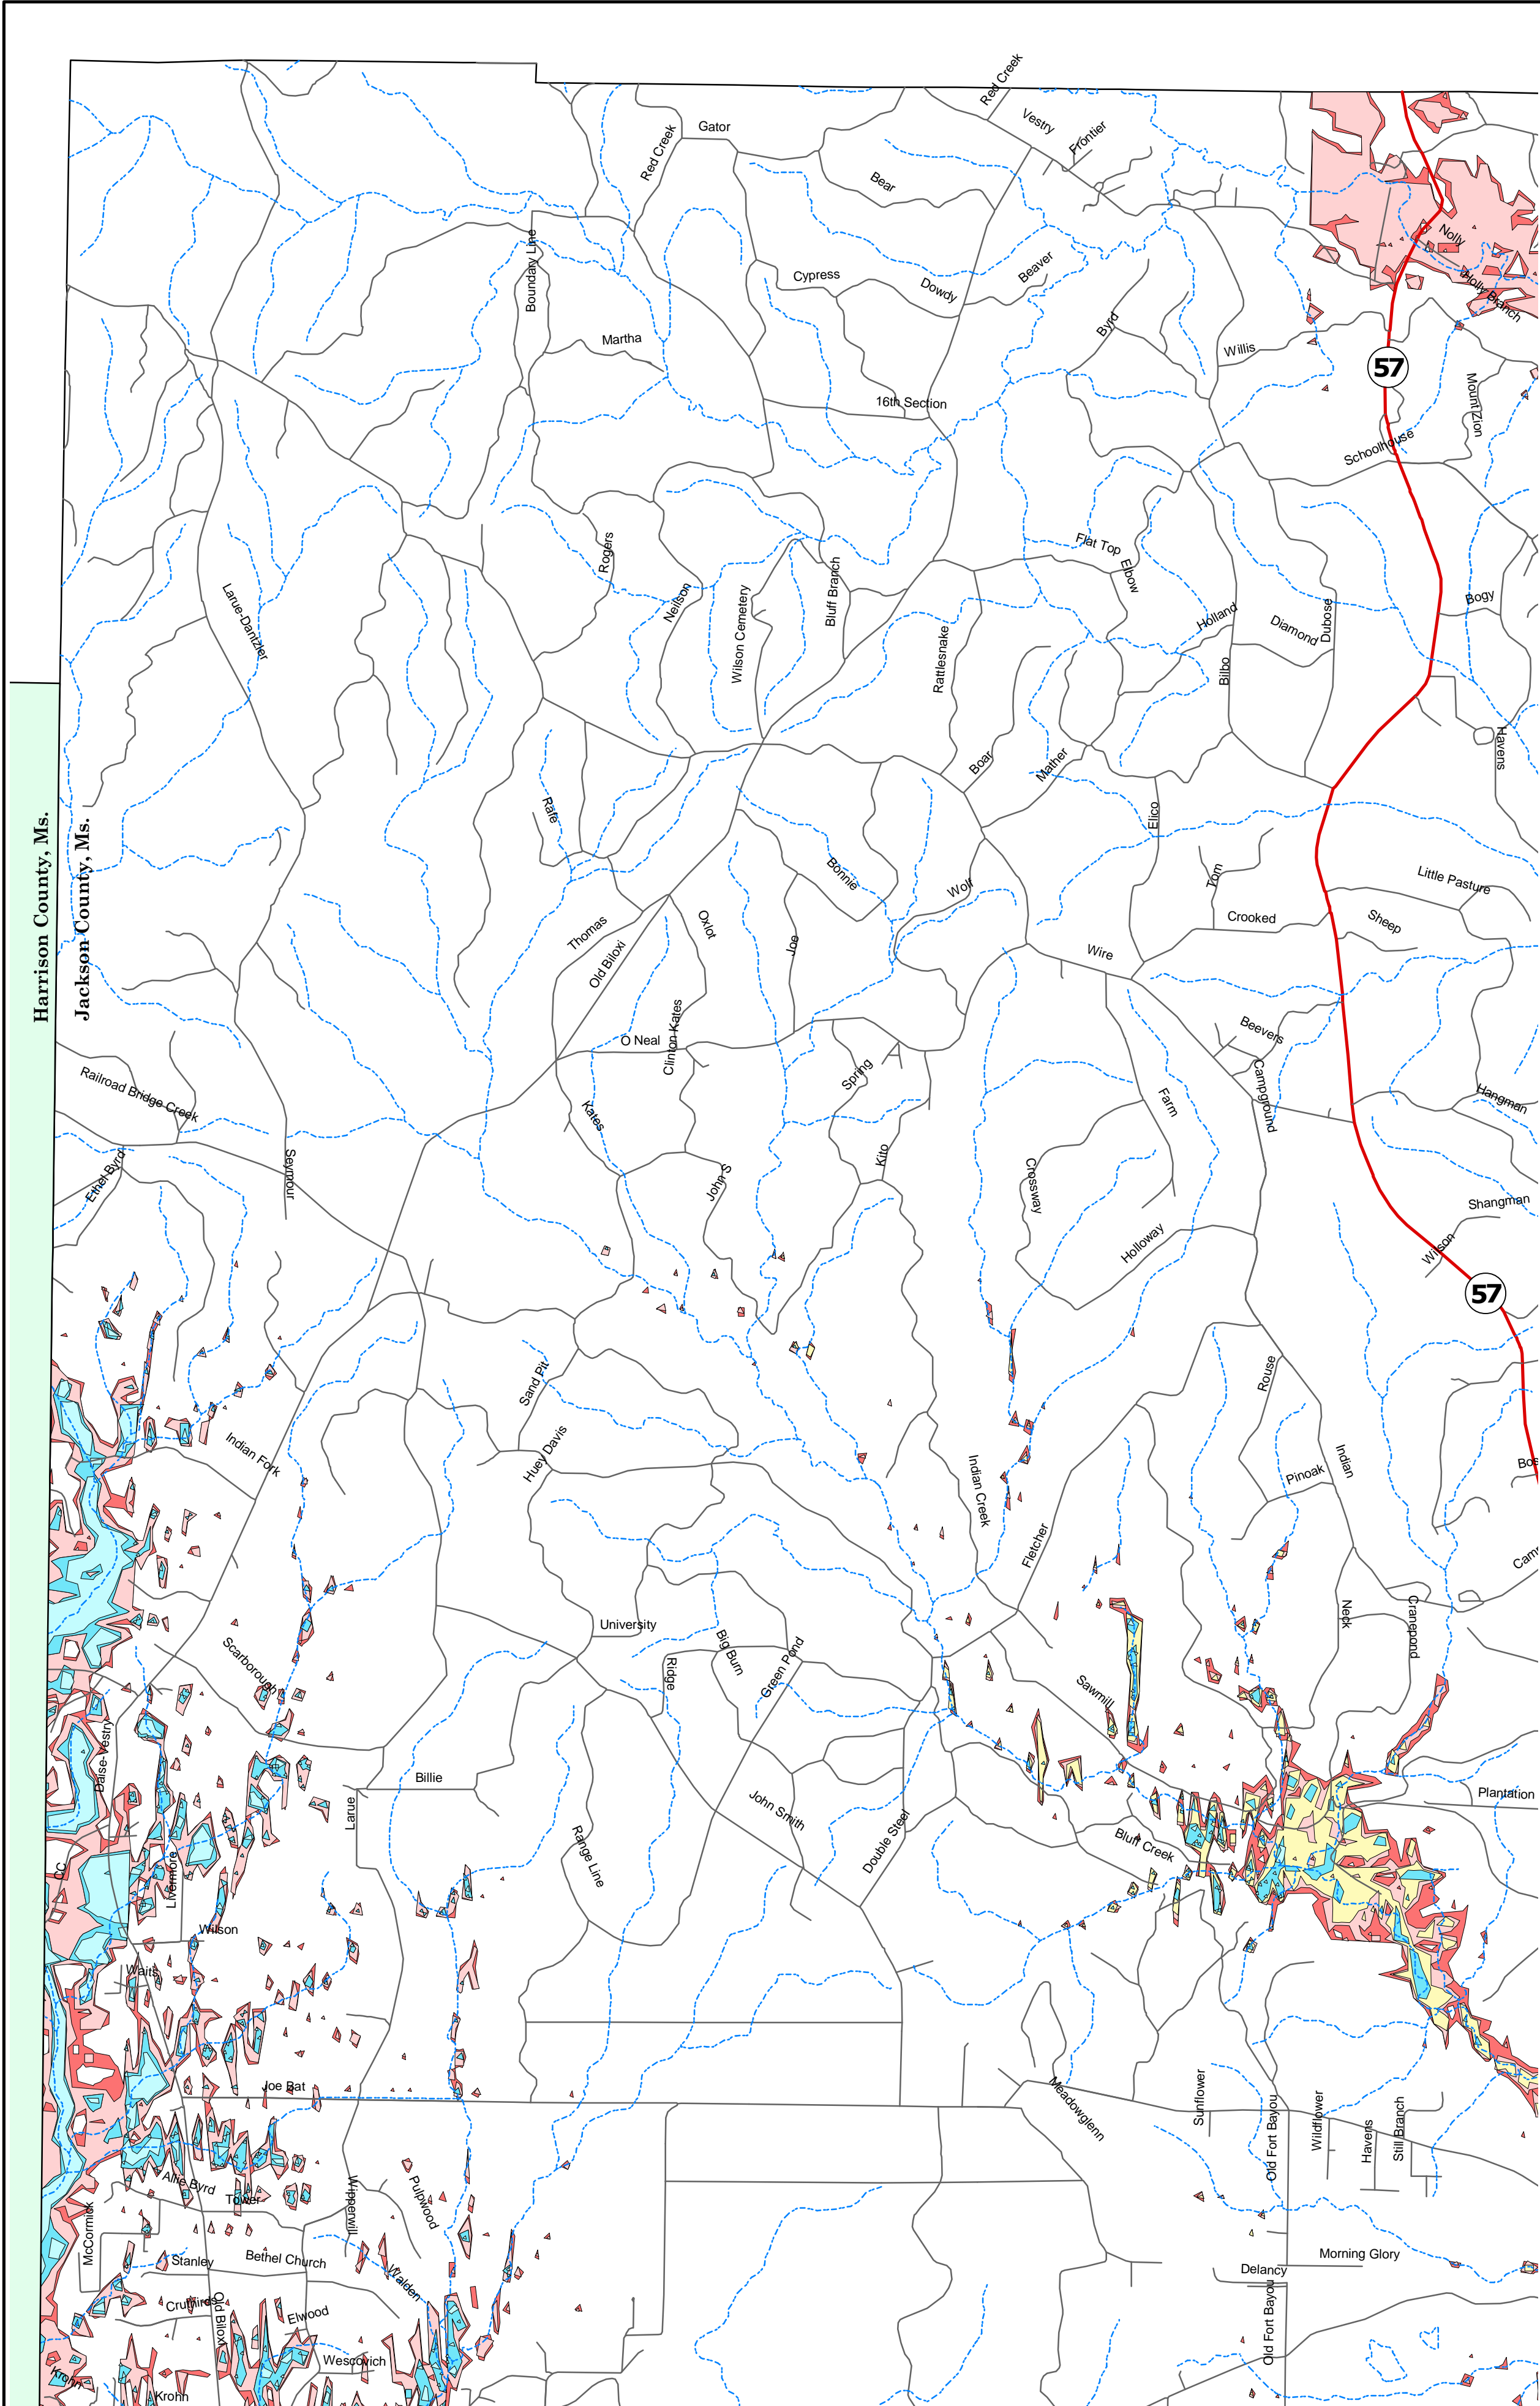 Red Creek
Gator
Vestry
Frontier
Red Creek
Bear
Nolly
Boundary Line
Cypress
Dowdy
Beaver
Holly Branch
Martha
Byrd
Willis
57
16th Section
Mount Zion
Schoolhouse
Rogers
Flat Top
Elbow
Larue-Dantzler
Neilson
Wilson Cemetery
Bluff Branch
Bogy
Holland
Diamond
Dubose
Rattlesnake
Bilbo
Havens
Boar
Mather
Rafe
Elico
Harrison County, Ms.
Jackson County, Ms.
Bonnie
Wolf
Tom
Little Pasture
Thomas
Oxlot
Crooked
Sheep
Old Biloxi
Joe
Wire
Clinton Kates
O Neal
Beevers
Railroad Bridge Creek
Spring
Campground
Hangman
Kates
Farm
Ethel Byrd
Seymour
Kito
John S
Crossway
Shangman
Holloway
Wilson
57
Sand Pit
Rouse
Indian Fork
Huey Davis
Indian
Indian Creek
Pinoak
Bos
Fletcher
Cam
University
Neck
Cranepond
Scarborough
Big Burn
Green Pond
Ridge
Sawmill
Daise-Vestry
Billie
Plantation
Larue
John Smith
Double Steel
Bluff Creek
Range Line
CC
Livermore
Wilson
Waits
Joe Bat
Meadowglenn
Sunflower
Old Fort Bayou
Wildflower
Havens
Still Branch
Allie Byrd
Tower
Wipperwill
Pulpwood
McCormick
Stanley
Bethel Church
Walden
Morning Glory
Delancy
Cruthirds
Old Biloxi
Elwood
Old Fort Bayou
Wescovich
Krohn
Krohn